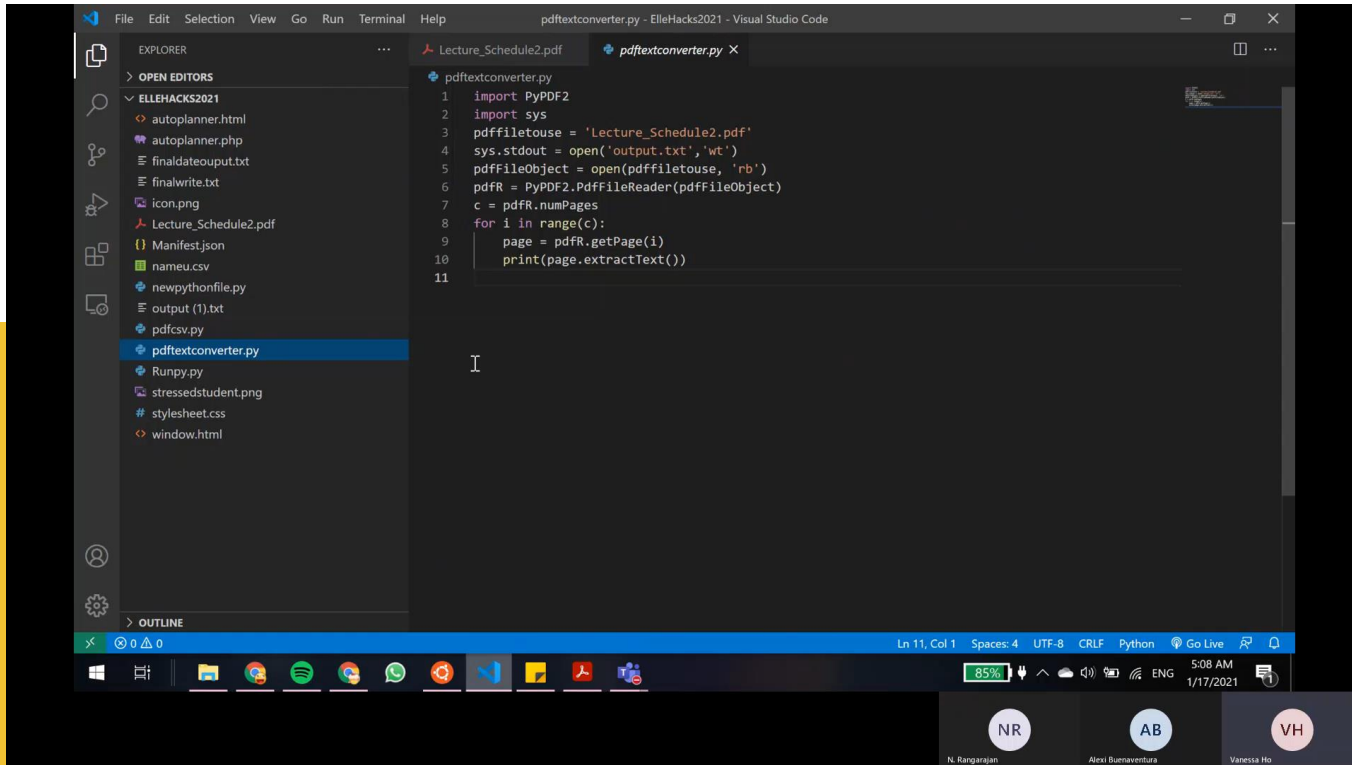 File Edit Selection View Go Run Terminal Help pdftextconverter.py - ElleHacks2021 - Visual Studio Code
EXPLORER
OPEN EDITORS
ELLEHACKS2021
autoplanner.html
autoplanner.php
finaldateouput.txt
finalwrite.txt
icon.png
Lecture_Schedule2.pdf
Manifest.json
nameu.csv
newpythonfile.py
output (1).txt
pdfcsv.py
pdftextconverter.py
Runpy.py
stressedstudent.png
stylesheet.css
window.html
OUTLINE
Lecture_Schedule2.pdf pdftextconverter.py
pdftextconverter.py
1 import PyPDF2
2 import sys
3 pdffiletouse = 'Lecture_Schedule2.pdf'
4 sys.stdout = open('output.txt','wt')
5 pdfFileObject = open(pdffiletouse, 'rb')
6 pdfR = PyPDF2.PdfFileReader(pdfFileObject)
7 c = pdfR.numPages
8 for i in range(c):
9 page = pdfR.getPage(i)
10 print(page.extractText())
11
0 0 Ln 11, Col 1 Spaces: 4 UTF-8 CRLF Python Go Live
85% ENG 5:08 AM
1/17/2021
NR AB VH
N. Rangarajan Alexi Buenaventura Vanessa Ho